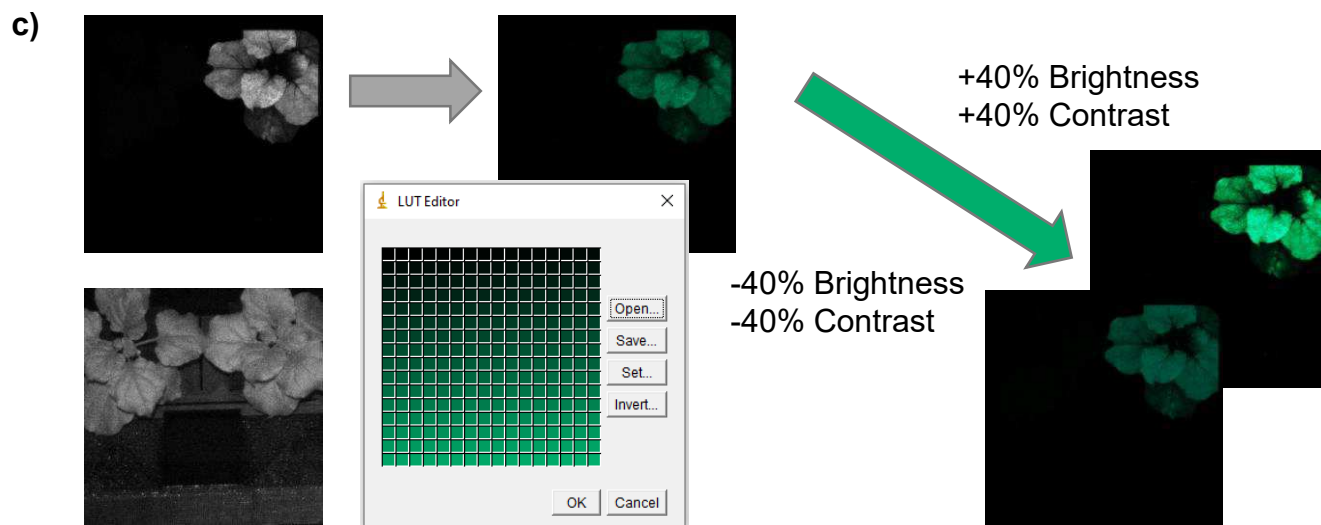 c)
+40% Brightness
+40% Contrast
LUT Editor
Open...
Save...
Set...
Invert...
OK
Cancel
-40% Brightness
-40% Contrast